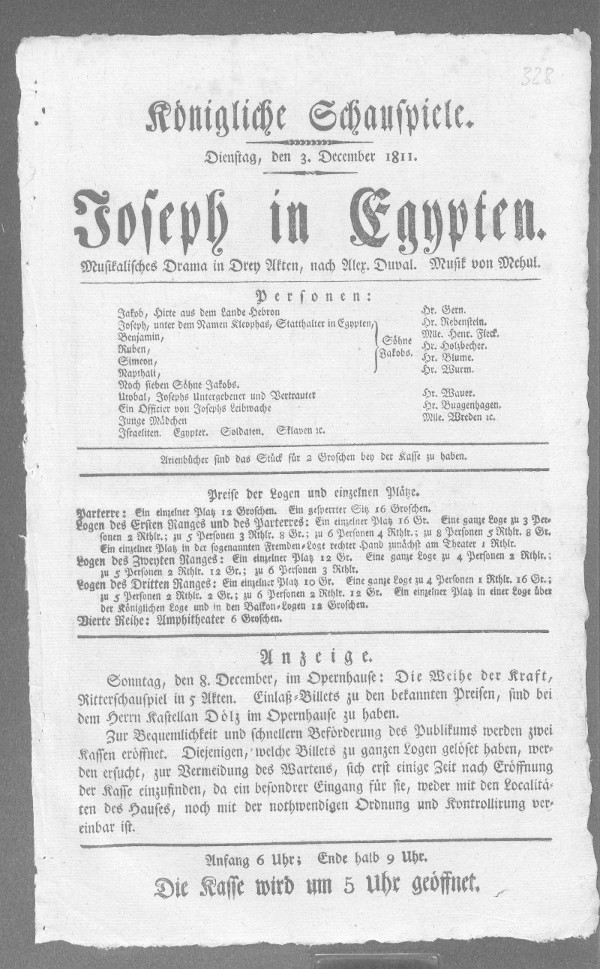 328
Königliche Schauspiele.
Dienstag, den 3. December 1811.
Joseph in Egypten.
Musikalisches Drama in Drey Akten, nach Alex. Duval. Musik von Mehul.
Personen:
Jakob, Hirte aus dem Lande Hebron Hr. Gern.
Joseph, unter dem Namen Kleophas, Statthalter in Egypten, Hr. Rebenstein.
Benjamin, Mlle. Henr. Fleck.
Ruben, Hr. Holzbecher.
Simeon, Hr. Blume.
Naphtali, Hr. Wurm.
Söhne
Jakobs.
Noch sieben Söhne Jakobs.
Utobal, Josephs Untergebener und Vertrauter Hr. Wauer.
Ein Officier von Josephs Leibwache Hr. Buggenhagen.
Junge Mädchen Mlle. Wreden ꝛc.
Israeliten. Egypter. Soldaten. Sklaven ꝛc.
Arienbücher sind das Stück für 2 Groschen bey der Kasse zu haben.
Preise der Logen und einzelnen Plätze.
Parterre: Ein einzelner Platz 12 Groschen. Ein gesperrter Sitz 16 Groschen.
Logen des Ersten Ranges und des Parterres: Ein einzelner Platz 16 Gr. Eine ganze Loge zu 3 Per-
sonen 2 Rthlr.; zu 5 Personen 3 Rthlr. 8 Gr.; zu 6 Personen 4 Rthlr.; zu 8 Personen 5 Rthlr. 8 Gr.
Ein einzelner Platz in der sogenannten Fremden-Loge rechter Hand zunächst am Theater 1 Rthlr.
Logen des Zweyten Ranges: Ein einzelner Platz 12 Gr. Eine ganze Loge zu 4 Personen 2 Rthlr.;
zu 5 Personen 2 Rthlr. 12 Gr.; zu 6 Personen 3 Rthlr.
Logen des Dritten Ranges: Ein einzelner Platz 10 Gr. Eine ganze Loge zu 4 Personen 1 Rthlr. 16 Gr.;
zu 5 Personen 2 Rthlr. 2 Gr.; zu 6 Personen 2 Rthlr. 12 Gr. Ein einzelner Platz in einer Loge über
der Königlichen Loge und in den Balkon-Logen 12 Groschen.
Vierte Reihe: Amphitheater 6 Groschen.
Anzeige.
Sonntag, den 8. December, im Opernhause: Die Weihe der Kraft,
Ritterschauspiel in 5 Akten. Einlaß-Billets zu den bekannten Preisen, sind bei
dem Herrn Kastellan Dölz im Opernhause zu haben.
Zur Bequemlichkeit und schnellern Beförderung des Publikums werden zwei
Kassen eröffnet. Diejenigen, welche Billets zu ganzen Logen gelöset haben, wer-
den ersucht, zur Vermeidung des Wartens, sich erst einige Zeit nach Eröffnung
der Kasse einzufinden, da ein besondrer Eingang für sie, weder mit den Localitä-
ten des Hauses, noch mit der nothwendigen Ordnung und Kontrollirung ver-
einbar ist.
Anfang 6 Uhr; Ende halb 9 Uhr.
Die Kasse wird um 5 Uhr geöffnet.